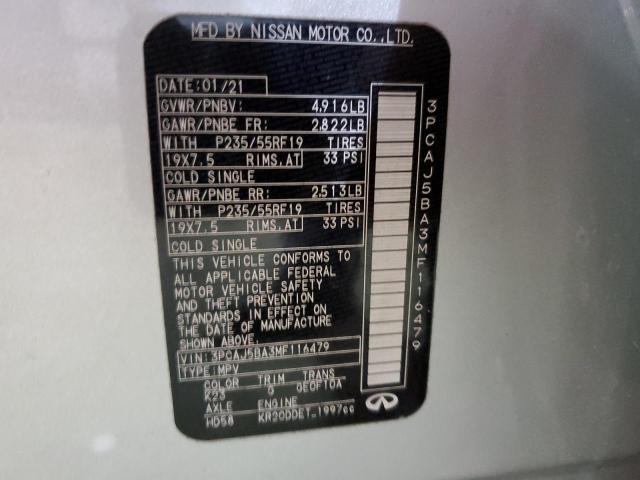 MFD BY NISSAN MOTOR CO.,LTD.
DATE:01/21
GVWR/PNBV: 4,916LB
GAWR/PNBE FR: 2,822LB
WITH P235/55RF19 TIRES
19X7.5 RIMS,AT 33 PSI
COLD SINGLE
GAWR/PNBE RR: 2,513LB
WITH P235/55RF19 TIRES
19X7.5 RIMS,AT 33 PSI
COLD SINGLE
THIS VEHICLE CONFORMS TO
ALL APPLICABLE FEDERAL
MOTOR VEHICLE SAFETY
AND THEFT PREVENTION
STANDARDS IN EFFECT ON
THE DATE OF MANUFACTURE
SHOWN ABOVE.
VIN:3PCAJ5BA3MF116479
TYPE:MPV
COLOR TRIM TRANS
K23 G 0E0F10A
AXLE ENGINE
HD58 KR20DDET 1997cc
3PCAJ5BA3MF116479